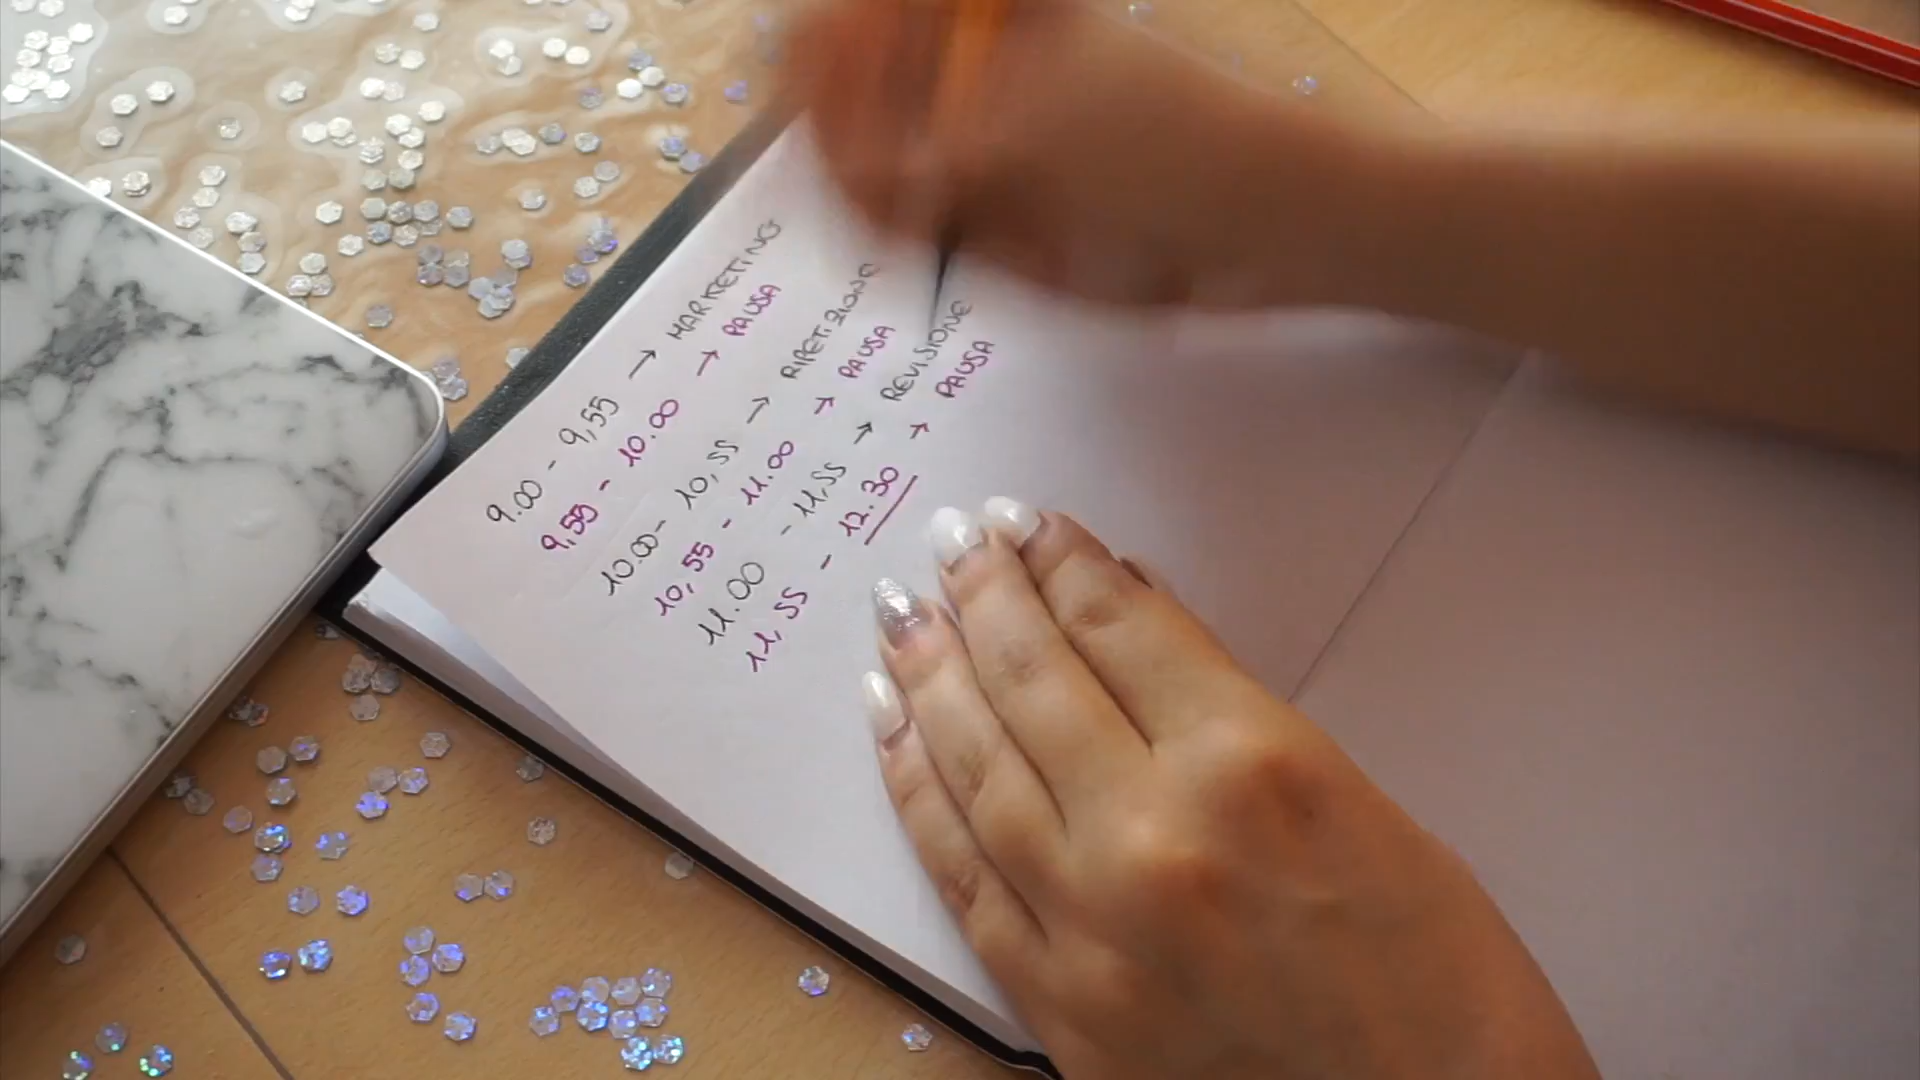 9.00 - 9,55 → MARKETING
9,55 - 10.00 → PAUSA
10.00 - 10,55 → RIPETIZIONE
10,55 - 11.00 → PAUSA
11.00 - 11,55 → REVISIONE
11,55 - 12.30 → PAUSA